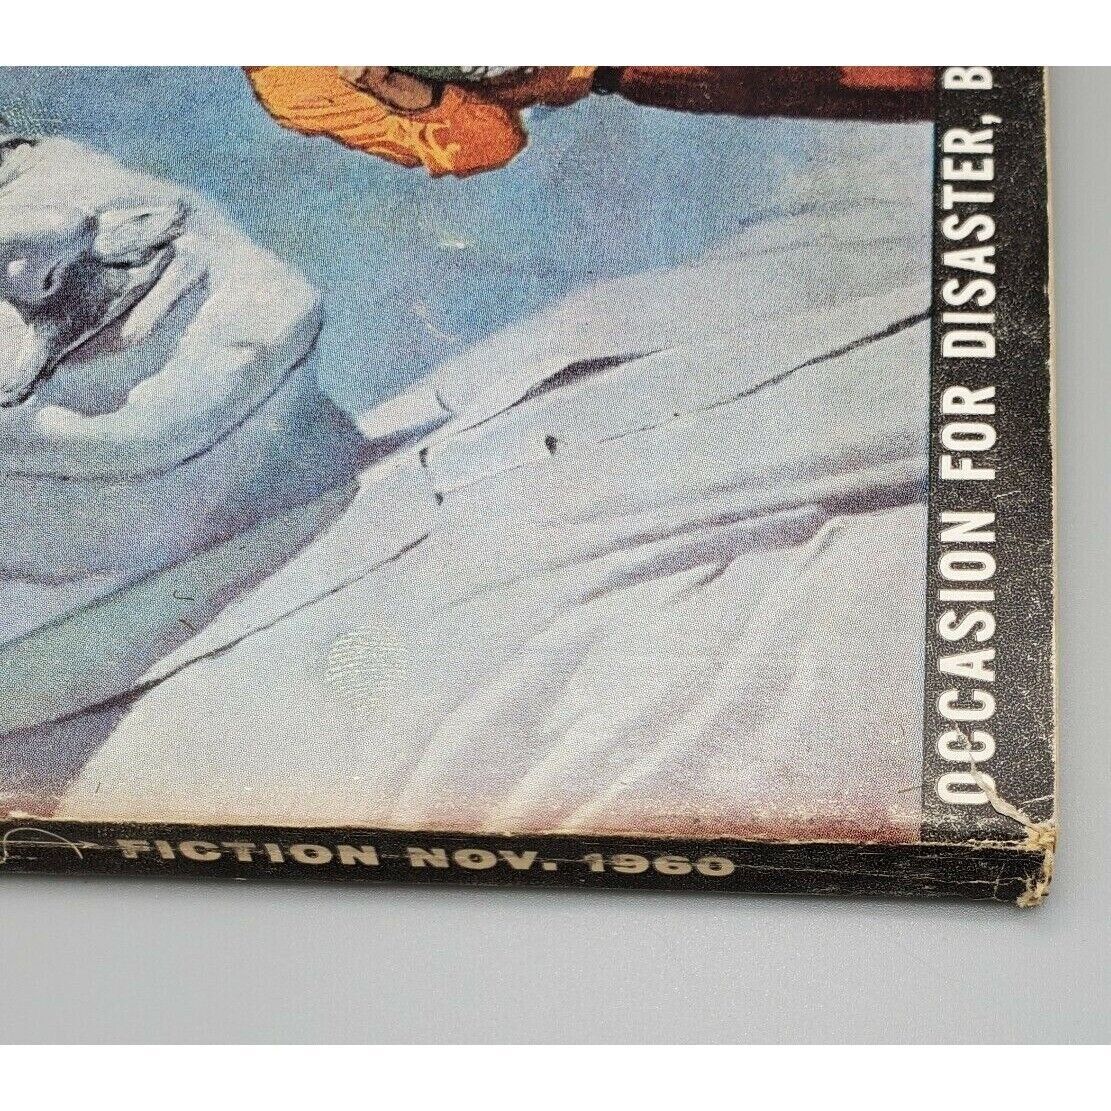 OCCASION FOR DISASTER, B
FICTION NOV. 1960